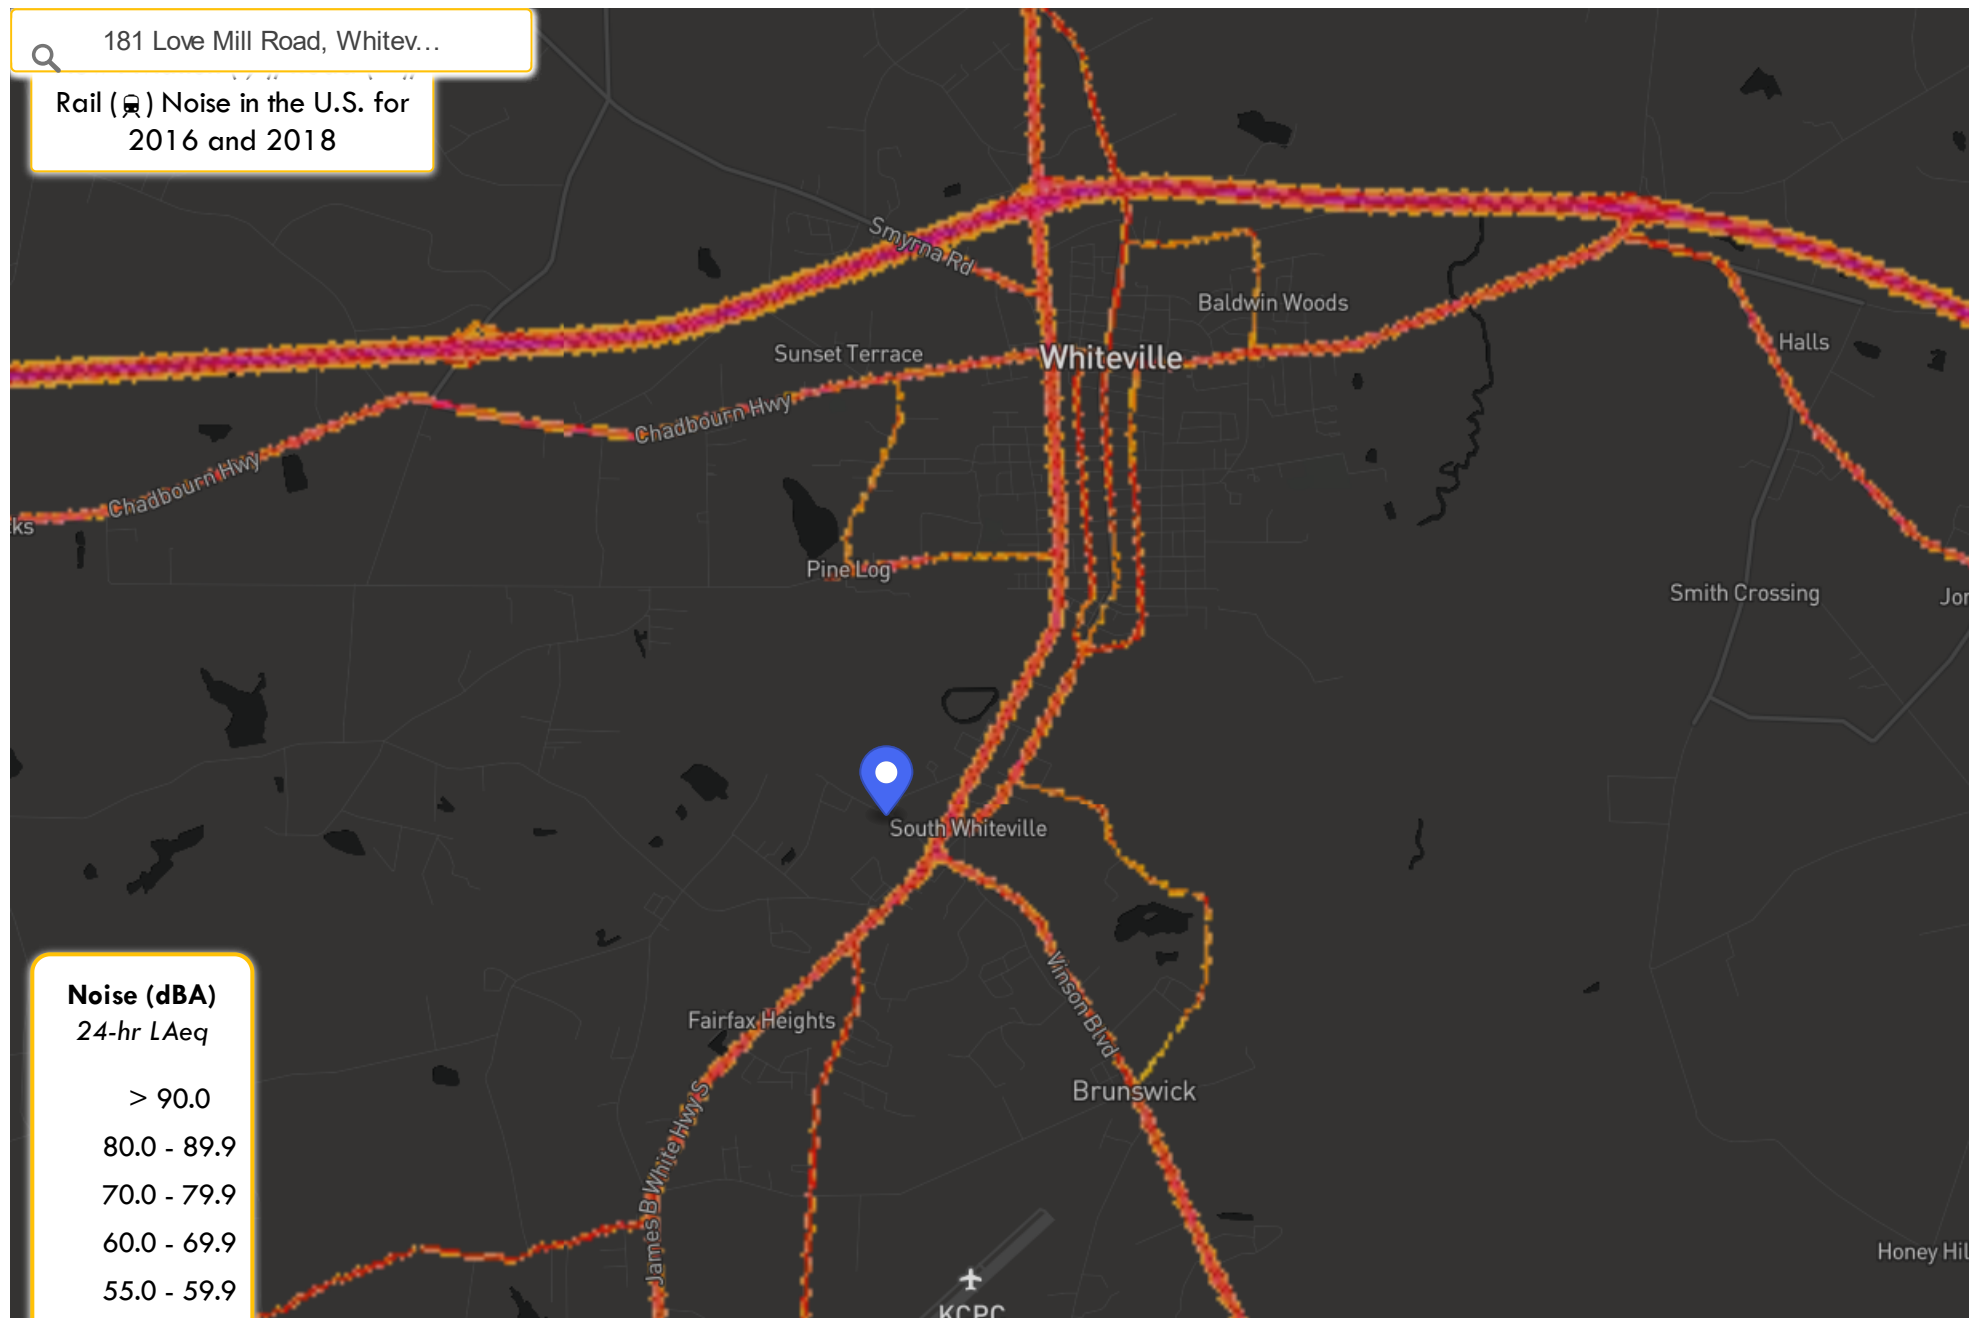 181 Love Mill Road, Whitev...
Rail ( ) Noise in the U.S. for
2016 and 2018
Smyrna Rd
Baldwin Woods
Sunset Terrace
Whiteville
Halls
Chadbourn Hwy
Chadbourn Hwy
ks
Pine Log
Smith Crossing
Jor
South Whiteville
Vinson Blvd
Fairfax Heights
Brunswick
James B White Hwy S
Honey Hil
KCPC
Noise (dBA)
24-hr LAeq
> 90.0
80.0 - 89.9
70.0 - 79.9
60.0 - 69.9
55.0 - 59.9